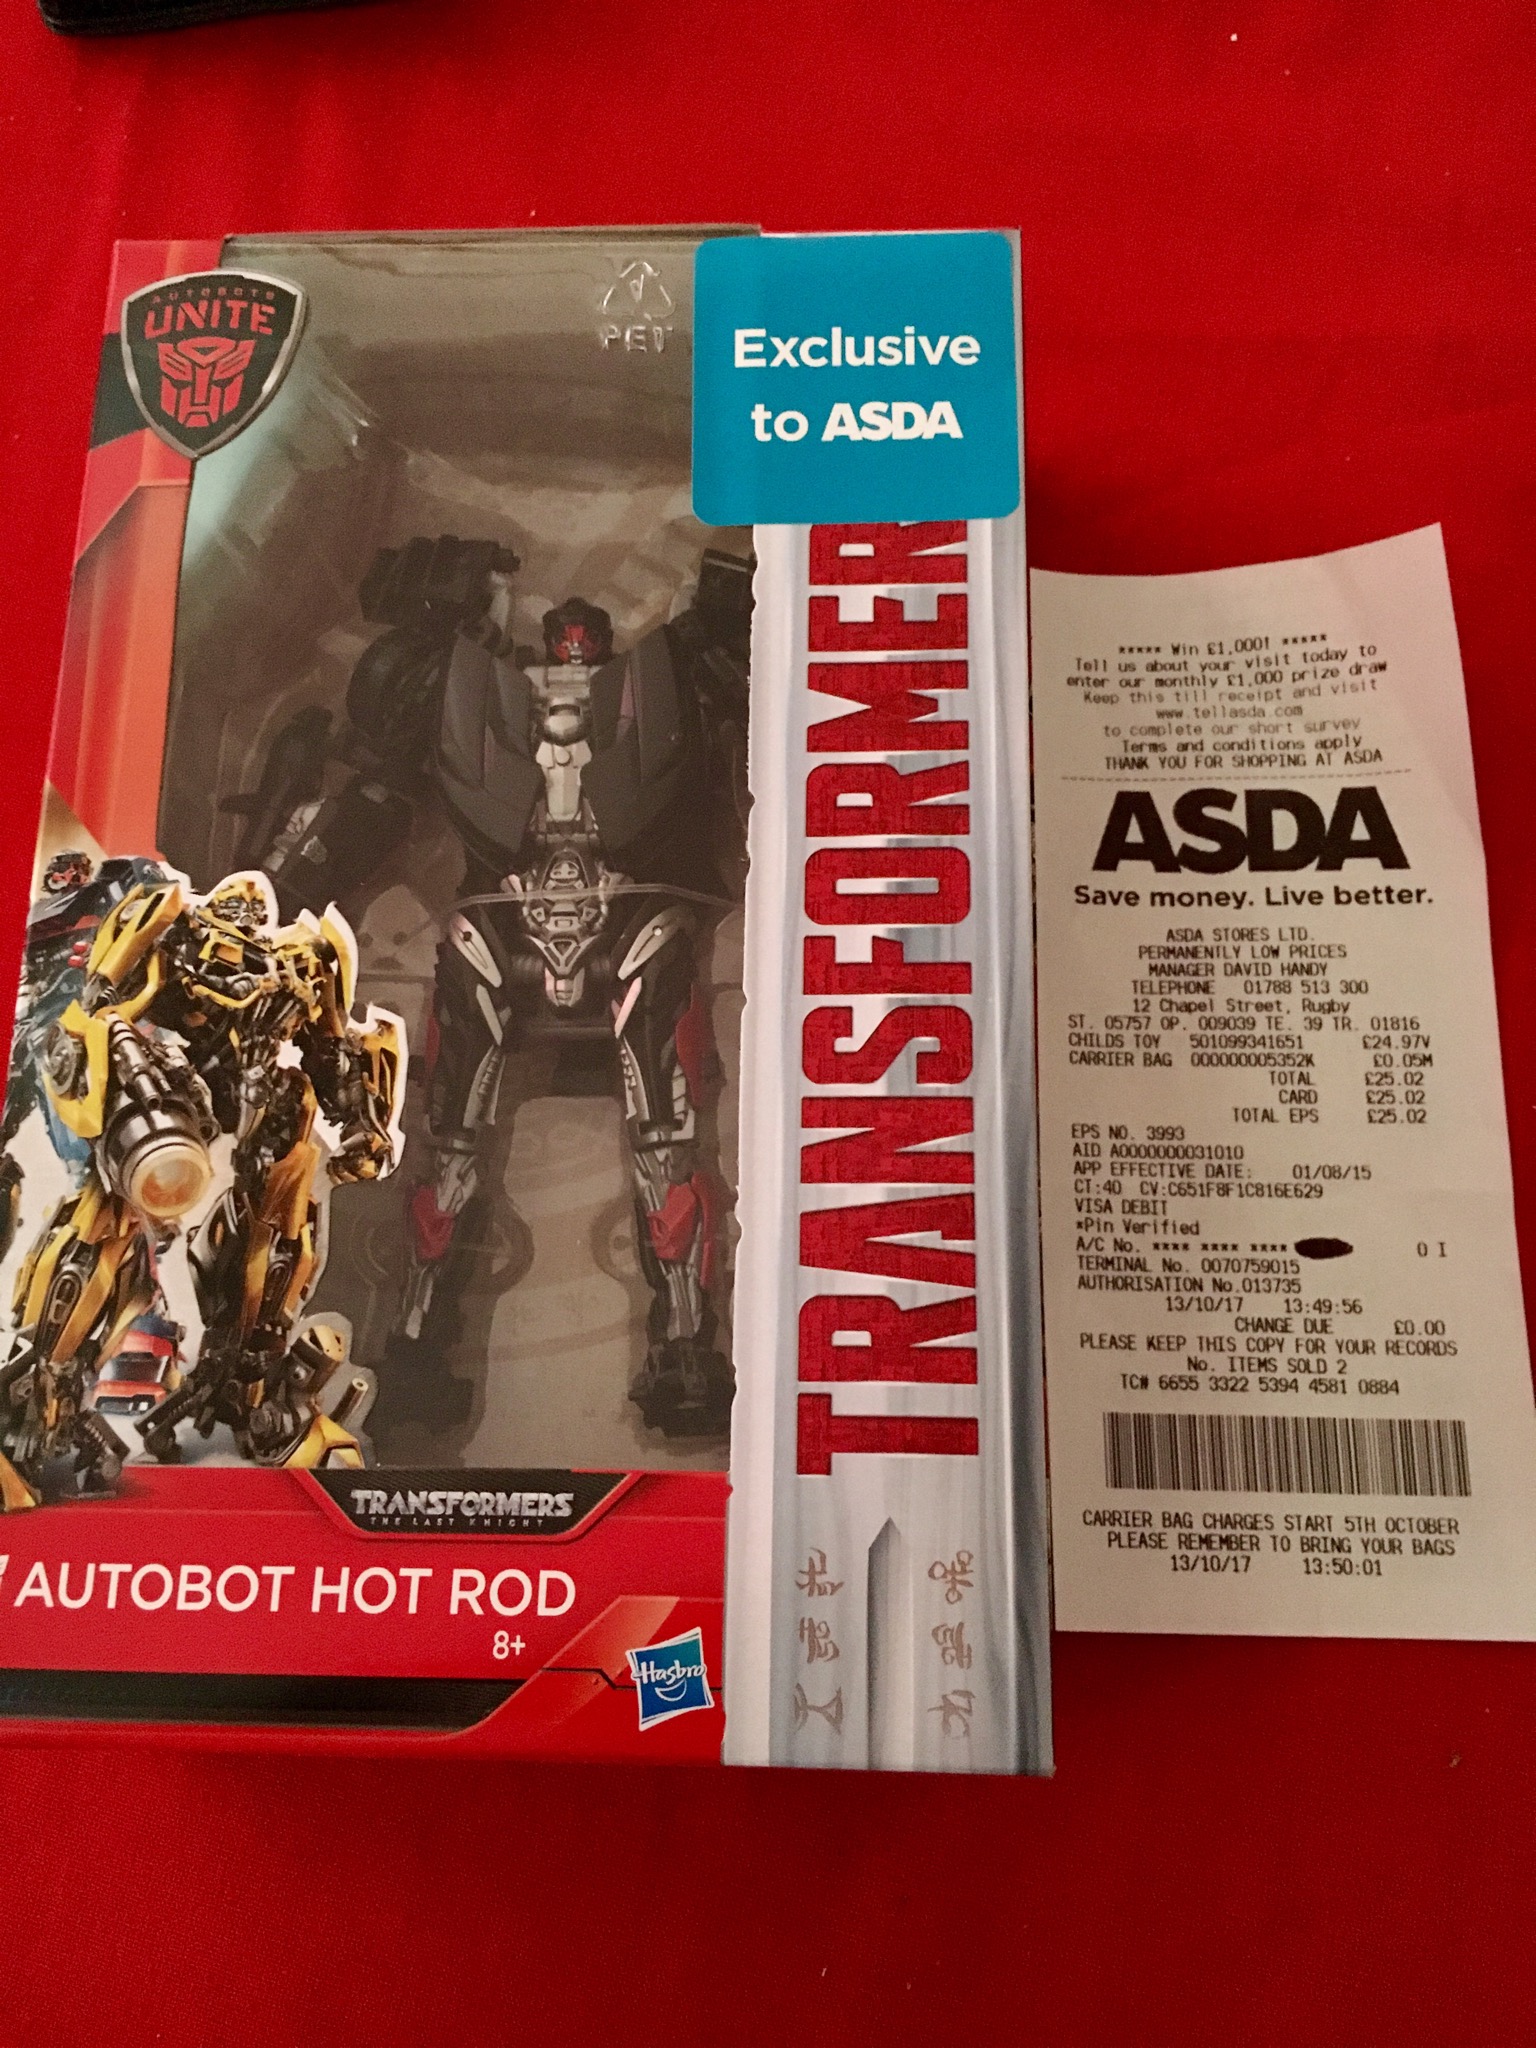 AUTOBOTS
UNITE
PET
Exclusive
to ASDA
TRANSFORMER
TRANSFORMERS
THE LAST KNIGHT
AUTOBOT HOT ROD
8+
Hasbro
***** Win £1,000! *****
Tell us about your visit today to
enter our monthly £1,000 prize draw
Keep this till receipt and visit
www.tellasda.com
to complete our short survey
Terms and conditions apply
THANK YOU FOR SHOPPING AT ASDA
ASDA
Save money. Live better.
ASDA STORES LTD.
PERMANENTLY LOW PRICES
MANAGER DAVID HANDY
TELEPHONE 01788 513 300
12 Chapel Street, Rugby
ST. 05757 OP. 009039 TE. 39 TR. 01816
CHILDS TOY 501099341651 £24.97V
CARRIER BAG 000000005352K £0.05M
TOTAL £25.02
CARD £25.02
TOTAL EPS £25.02
EPS NO. 3993
AID A0000000031010
APP EFFECTIVE DATE: 01/08/15
CT:40 CV:C651F8F1C816E629
VISA DEBIT
*Pin Verified
A/C No. **** **** **** 0 I
TERMINAL No. 0070759015
AUTHORISATION No.013735
13/10/17 13:49:56
CHANGE DUE £0.00
PLEASE KEEP THIS COPY FOR YOUR RECORDS
No. ITEMS SOLD 2
TC# 6655 3322 5394 4581 0884
CARRIER BAG CHARGES START 5TH OCTOBER
PLEASE REMEMBER TO BRING YOUR BAGS
13/10/17 13:50:01